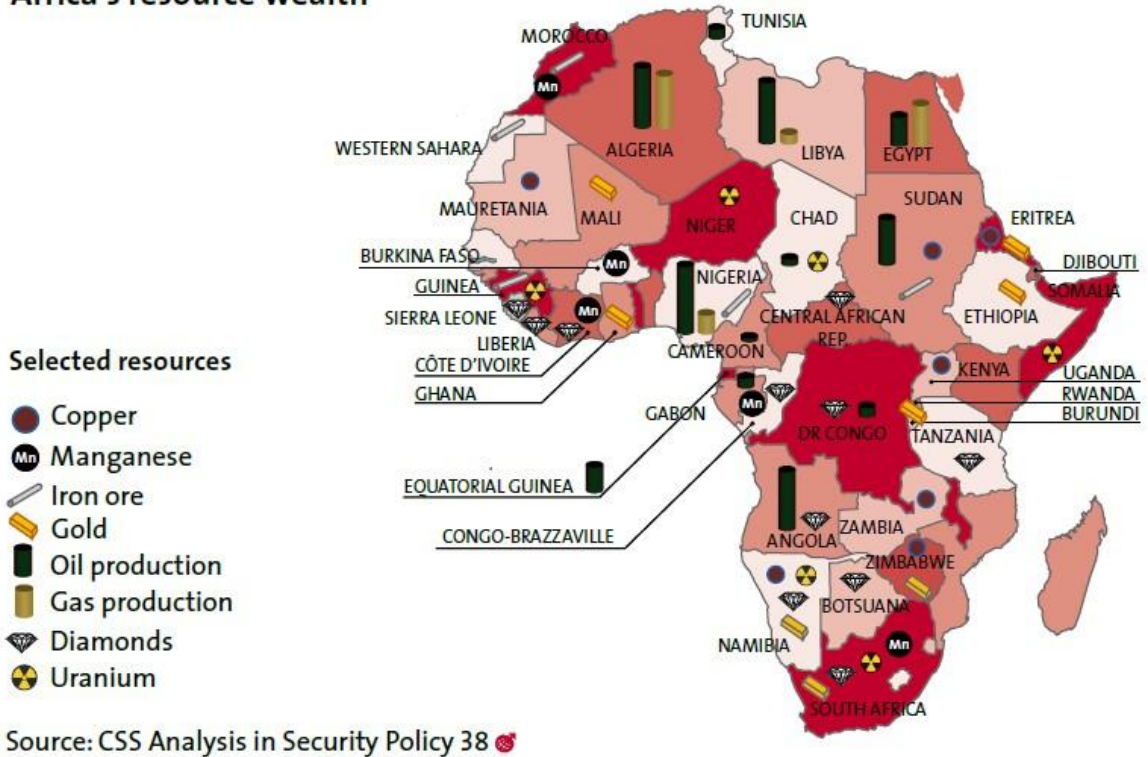 Africa's resource wealth
TUNISIA
MOROCCO
Mn
WESTERN SAHARA
ALGERIA
LIBYA
EGYPT
MAURETANIA
MALI
NIGER
CHAD
SUDAN
ERITREA
BURKINA FASO
Mn
NIGERIA
DJIBOUTI
GUINEA
SOMALIA
SIERRA LEONE
Mn
CENTRAL AFRICAN
REP.
ETHIOPIA
LIBERIA
CAMEROON
CÔTE D'IVOIRE
KENYA
UGANDA
GHANA
RWANDA
GABON
Mn
BURUNDI
DR CONGO
TANZANIA
EQUATORIAL GUINEA
CONGO-BRAZZAVILLE
ANGOLA
ZAMBIA
ZIMBABWE
BOTSUANA
NAMIBIA
Mn
SOUTH AFRICA
Selected resources
Copper
Mn Manganese
Iron ore
Gold
Oil production
Gas production
Diamonds
Uranium
Source: CSS Analysis in Security Policy 38